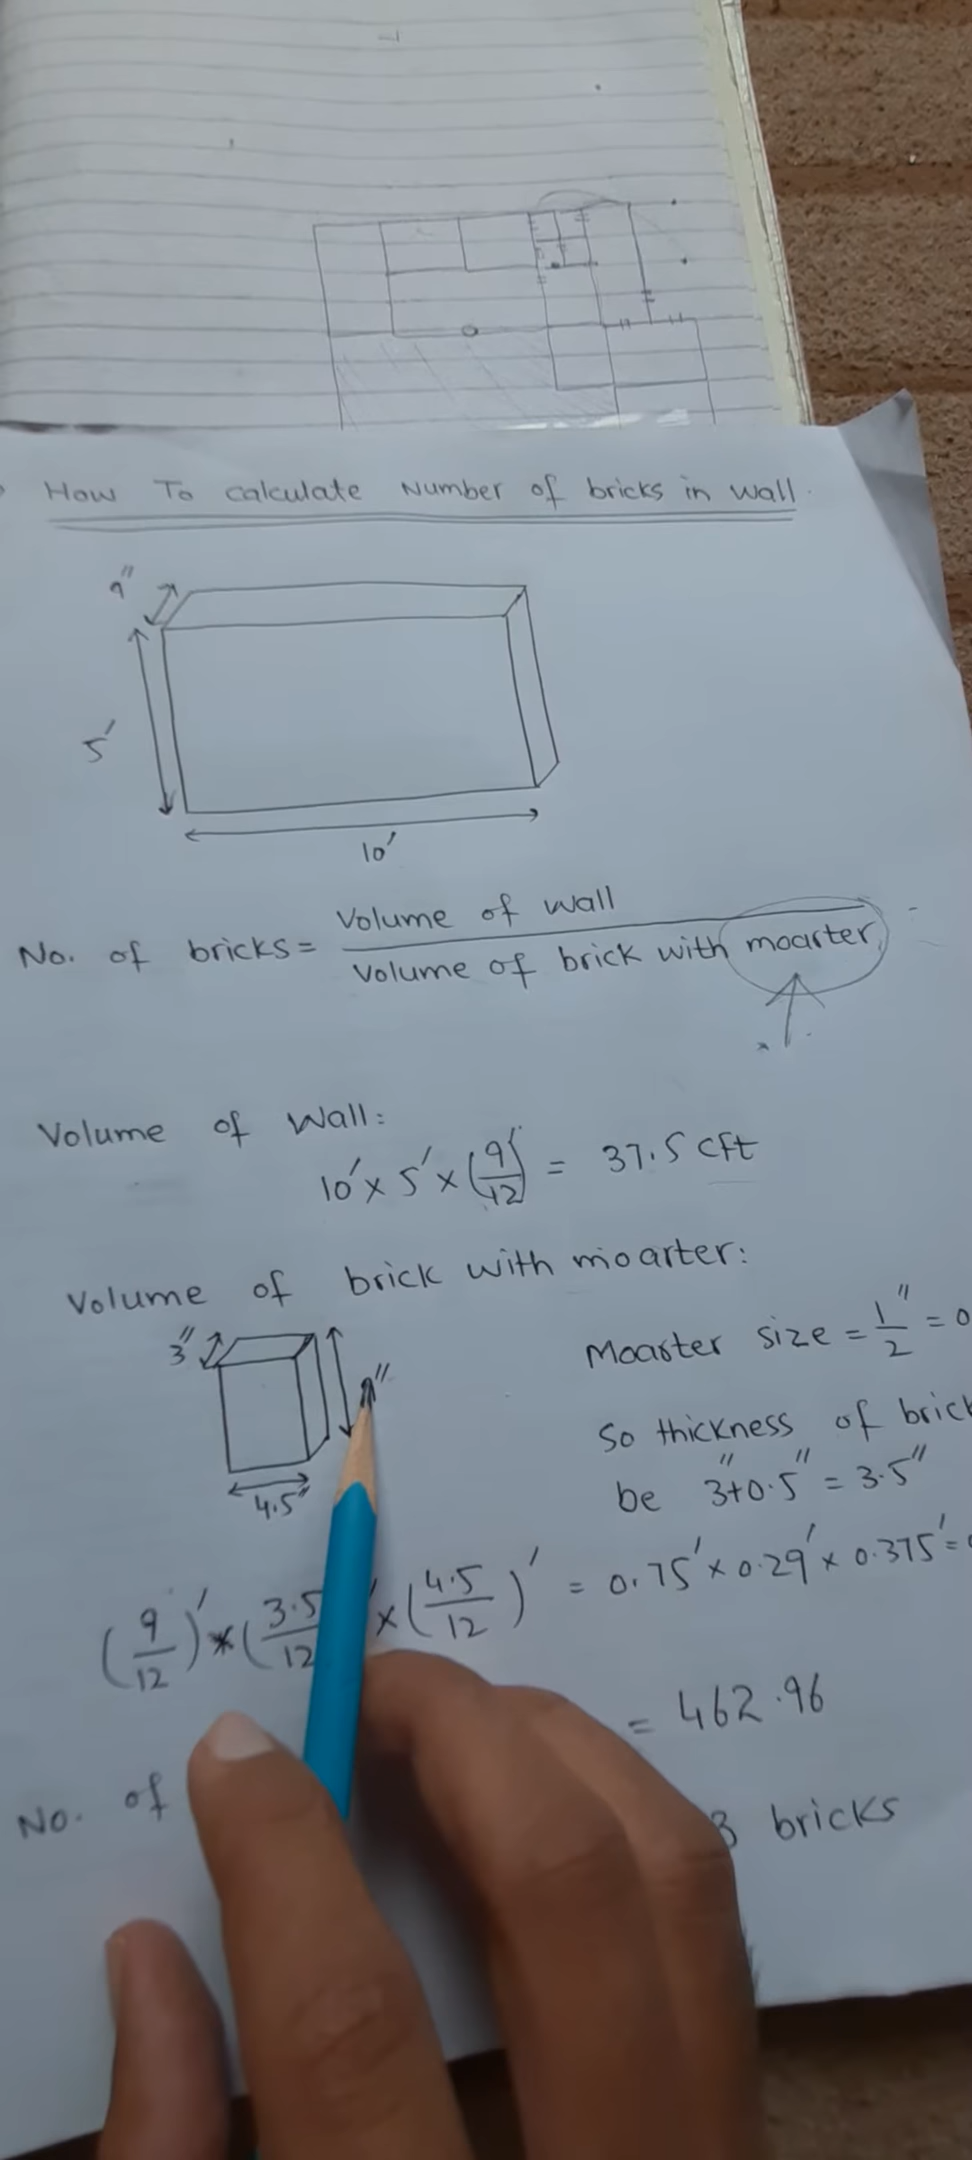 How To calculate Number of bricks in wall
9"
5'
10'
No. of bricks = Volume of wall
Volume of brick with moarter
Volume of Wall:
10' x 5' x (9/12)' = 37.5 cft
Volume of brick with moarter:
3"
9"
4.5"
Moarter size = 1/2" = 0
So thickness of brick
be 3"+0.5" = 3.5"
(9/12)' x (3.5/12)' x (4.5/12)' = 0.75' x 0.29' x 0.375' =
= 462.96
No. of
3 bricks